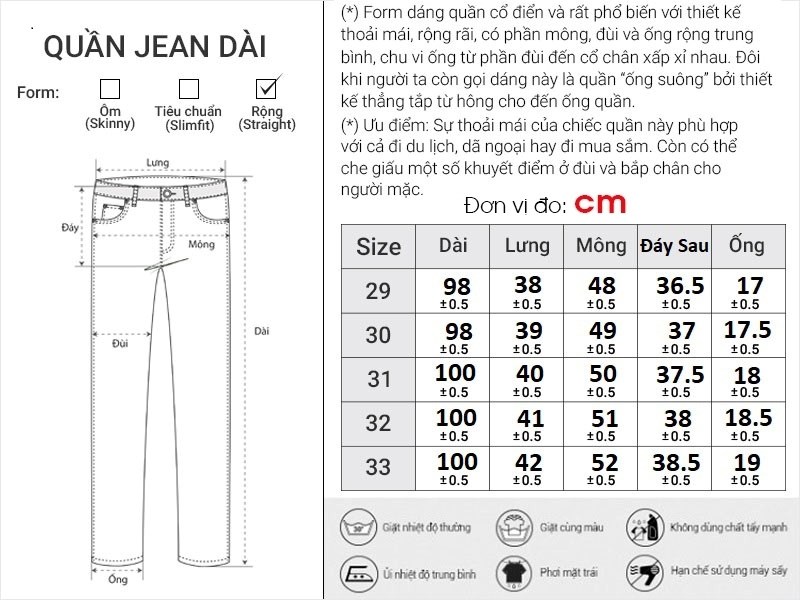 QUẦN JEAN DÀI
Form:
Ôm
(Skinny)
Tiêu chuẩn
(Slimfit)
Rộng
(Straight)
Lưng
Đáy
Mông
Đùi
Dài
Ống
(*) Form dáng quần cổ điển và rất phổ biến với thiết kế
thoải mái, rộng rãi, có phần mông, đùi và ống rộng trung
bình, chu vi ống từ phần đùi đến cổ chân xấp xỉ nhau. Đôi
khi người ta còn gọi dáng này là quần “ống suông” bởi thiết
kế thẳng tắp từ hông cho đến ống quần.
(*) Ưu điểm: Sự thoải mái của chiếc quần này phù hợp
với cả đi du lịch, dã ngoại hay đi mua sắm. Còn có thể
che giấu một số khuyết điểm ở đùi và bắp chân cho
người mặc.
Đơn vị đo: cm
Size Dài Lưng Mông Đáy Sau Ống
29 98 38 48 36.5 17
±0.5 ±0.5 ±0.5 ±0.5 ±0.5
30 98 39 49 37 17.5
±0.5 ±0.5 ±0.5 ±0.5 ±0.5
31 100 40 50 37.5 18
±0.5 ±0.5 ±0.5 ±0.5 ±0.5
32 100 41 51 38 18.5
±0.5 ±0.5 ±0.5 ±0.5 ±0.5
33 100 42 52 38.5 19
±0.5 ±0.5 ±0.5 ±0.5 ±0.5
30°
Giặt nhiệt độ thường
Giặt cùng màu
Không dùng chất tẩy mạnh
Ủi nhiệt độ trung bình
Phơi mặt trái
Hạn chế sử dụng máy sấy